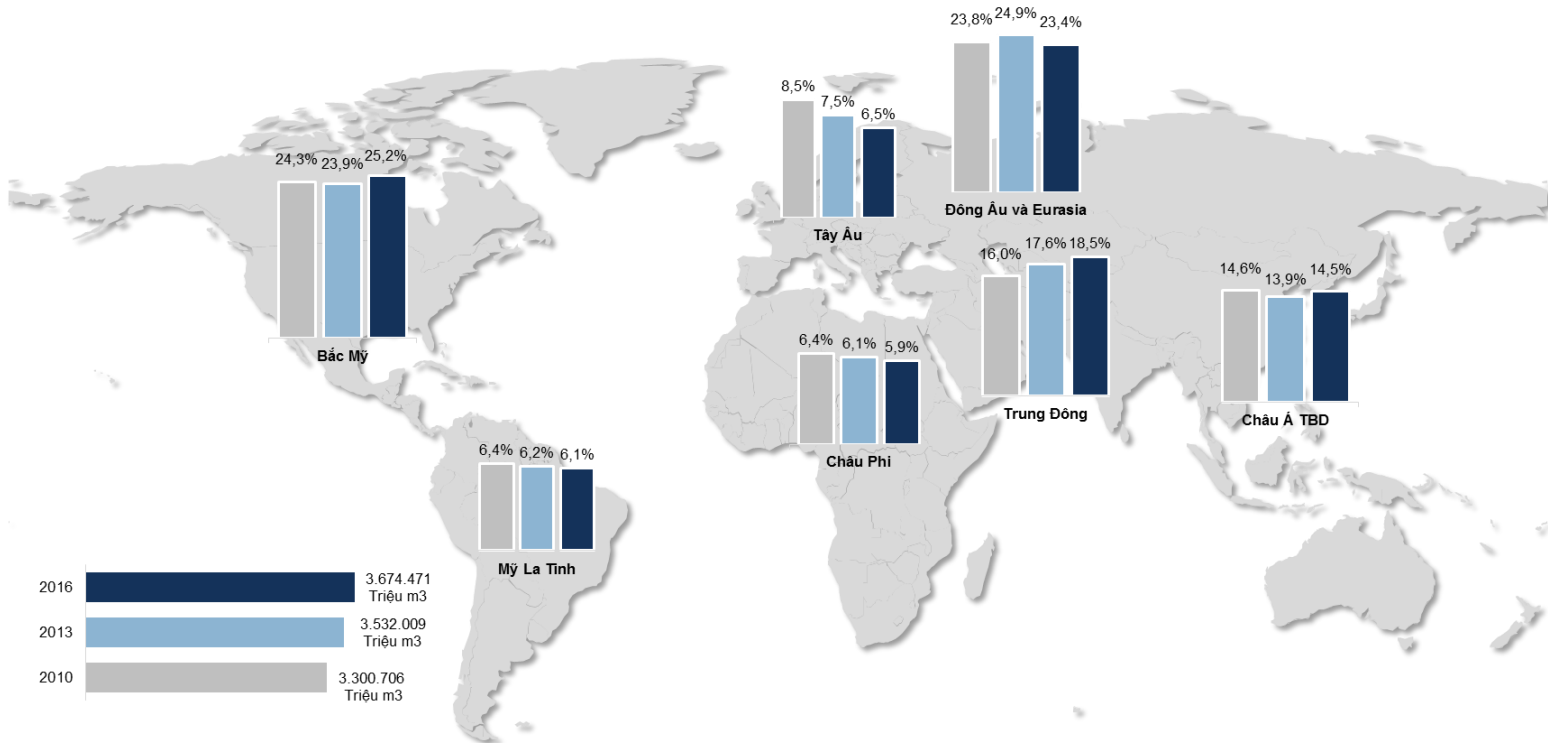 23,8% 24,9% 23,4%
Đông Âu và Eurasia
8,5% 7,5% 6,5%
Tây Âu
24,3% 23,9% 25,2%
Bắc Mỹ
16,0% 17,6% 18,5%
Trung Đông
14,6% 13,9% 14,5%
Châu Á TBD
6,4% 6,1% 5,9%
Châu Phi
6,4% 6,2% 6,1%
Mỹ La Tinh
2016 3.674.471
Triệu m3
2013 3.532.009
Triệu m3
2010 3.300.706
Triệu m3